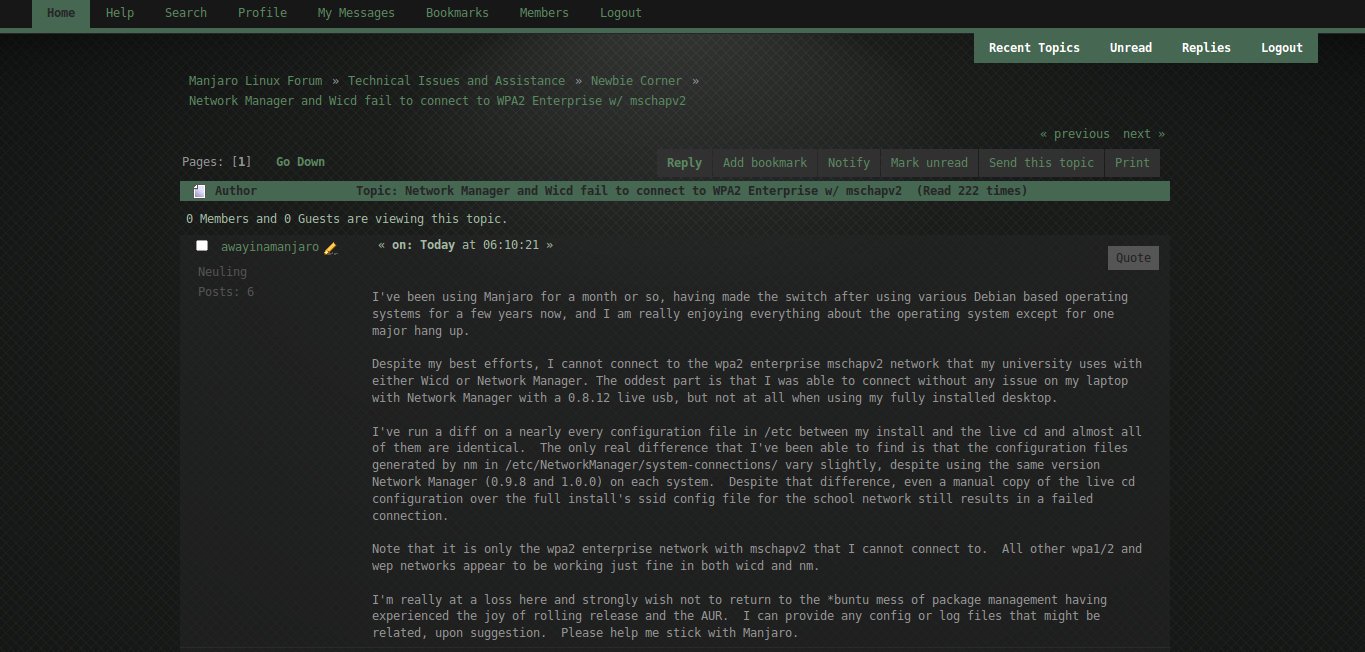 Home Help Search Profile My Messages Bookmarks Members Logout
Recent Topics Unread Replies Logout
Manjaro Linux Forum » Technical Issues and Assistance » Newbie Corner »
Network Manager and Wicd fail to connect to WPA2 Enterprise w/ mschapv2
« previous next »
Pages: [1] Go Down Reply Add bookmark Notify Mark unread Send this topic Print
Author Topic: Network Manager and Wicd fail to connect to WPA2 Enterprise w/ mschapv2 (Read 222 times)
0 Members and 0 Guests are viewing this topic.
awayinamanjaro « on: Today at 06:10:21 »
Quote
Neuling
Posts: 6
I've been using Manjaro for a month or so, having made the switch after using various Debian based operating
systems for a few years now, and I am really enjoying everything about the operating system except for one
major hang up.
Despite my best efforts, I cannot connect to the wpa2 enterprise mschapv2 network that my university uses with
either Wicd or Network Manager. The oddest part is that I was able to connect without any issue on my laptop
with Network Manager with a 0.8.12 live usb, but not at all when using my fully installed desktop.
I've run a diff on a nearly every configuration file in /etc between my install and the live cd and almost all
of them are identical.  The only real difference that I've been able to find is that the configuration files
generated by nm in /etc/NetworkManager/system-connections/ vary slightly, despite using the same version
Network Manager (0.9.8 and 1.0.0) on each system.  Despite that difference, even a manual copy of the live cd
configuration over the full install's ssid config file for the school network still results in a failed
connection.
Note that it is only the wpa2 enterprise network with mschapv2 that I cannot connect to.  All other wpa1/2 and
wep networks appear to be working just fine in both wicd and nm.
I'm really at a loss here and strongly wish not to return to the *buntu mess of package management having
experienced the joy of rolling release and the AUR.  I can provide any config or log files that might be
related, upon suggestion.  Please help me stick with Manjaro.